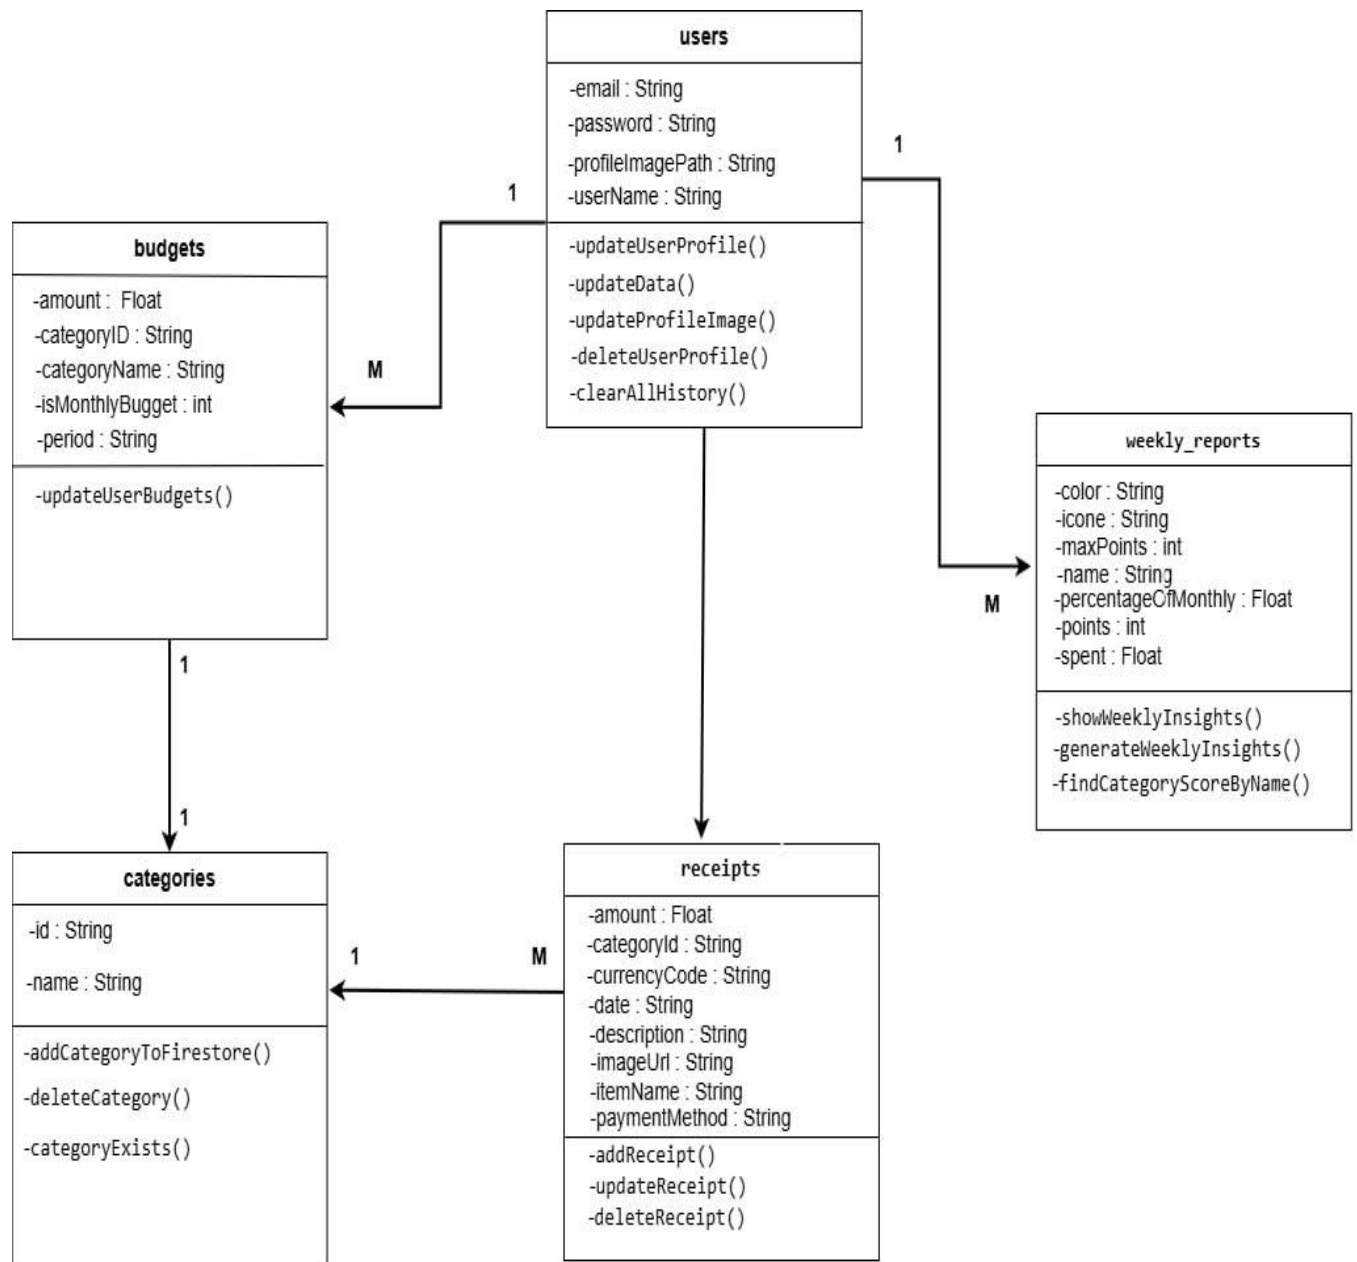 users
-email : String
-password : String
-profileImagePath : String
-userName : String
-updateUserProfile()
-updateData()
-updateProfileImage()
-deleteUserProfile()
-clearAllHistory()
1
1
M
M
budgets
-amount : Float
-categoryID : String
-categoryName : String
-isMonthlyBugget : int
-period : String
-updateUserBudgets()
weekly_reports
-color : String
-icone : String
-maxPoints : int
-name : String
-percentageOfMonthly : Float
-points : int
-spent : Float
-showWeeklyInsights()
-generateWeeklyInsights()
-findCategoryScoreByName()
1
1
categories
-id : String
-name : String
-addCategoryToFirestore()
-deleteCategory()
-categoryExists()
1
M
receipts
-amount : Float
-categoryId : String
-currencyCode : String
-date : String
-description : String
-imageUrl : String
-itemName : String
-paymentMethod : String
-addReceipt()
-updateReceipt()
-deleteReceipt()